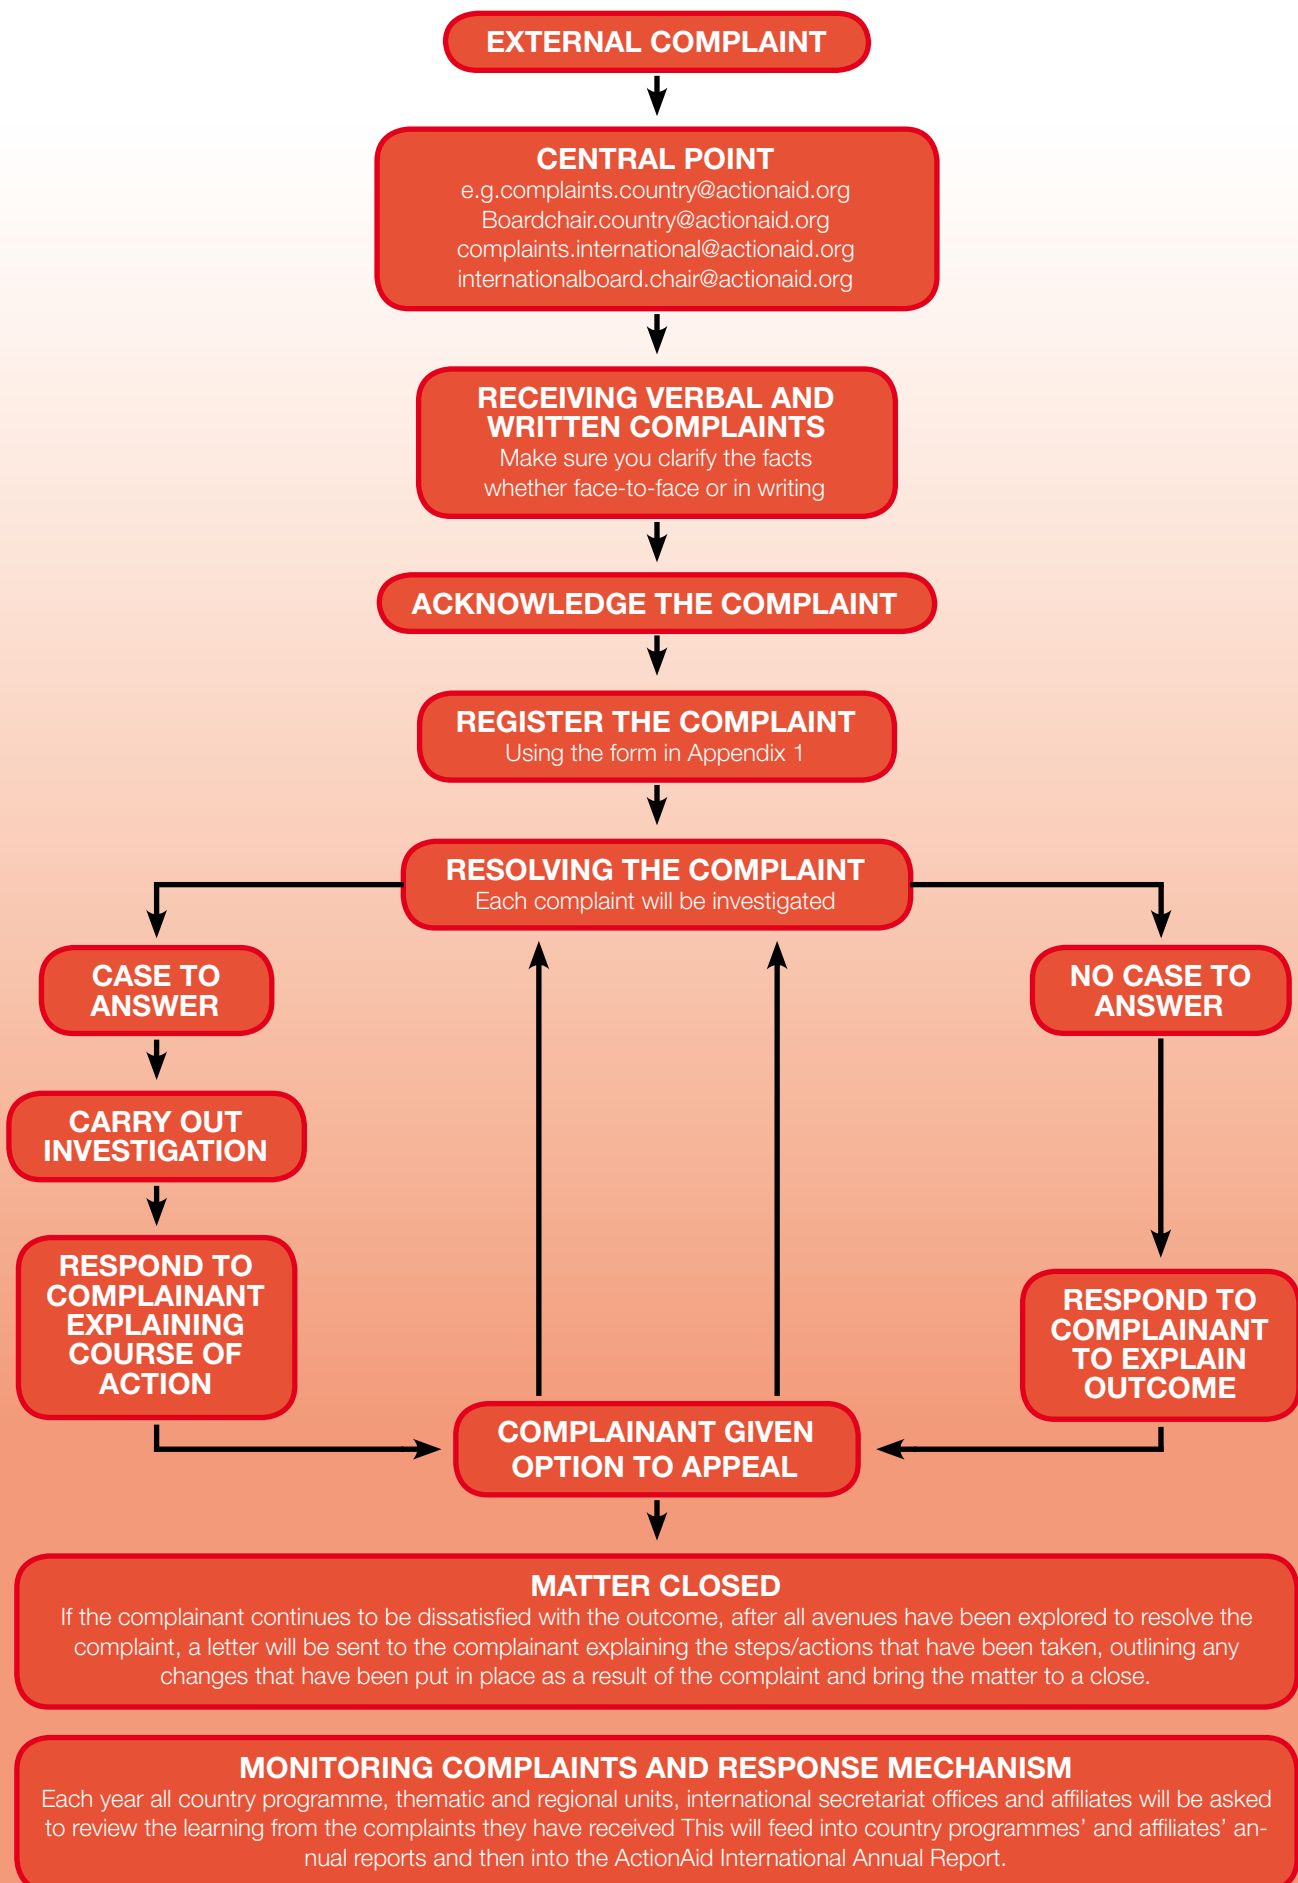 EXTERNAL COMPLAINT
CENTRAL POINT
e.g.complaints.country@actionaid.org
Boardchair.country@actionaid.org
complaints.international@actionaid.org
internationalboard.chair@actionaid.org
RECEIVING VERBAL AND
WRITTEN COMPLAINTS
Make sure you clarify the facts
whether face-to-face or in writing
ACKNOWLEDGE THE COMPLAINT
REGISTER THE COMPLAINT
Using the form in Appendix 1
RESOLVING THE COMPLAINT
Each complaint will be investigated
CASE TO
ANSWER
CARRY OUT
INVESTIGATION
RESPOND TO
COMPLAINANT
EXPLAINING
COURSE OF
ACTION
NO CASE TO
ANSWER
RESPOND TO
COMPLAINANT
TO EXPLAIN
OUTCOME
COMPLAINANT GIVEN
OPTION TO APPEAL
MATTER CLOSED
If the complainant continues to be dissatisfied with the outcome, after all avenues have been explored to resolve the
complaint, a letter will be sent to the complainant explaining the steps/actions that have been taken, outlining any
changes that have been put in place as a result of the complaint and bring the matter to a close.
MONITORING COMPLAINTS AND RESPONSE MECHANISM
Each year all country programme, thematic and regional units, international secretariat offices and affiliates will be asked
to review the learning from the complaints they have received This will feed into country programmes' and affiliates' an-
nual reports and then into the ActionAid International Annual Report.